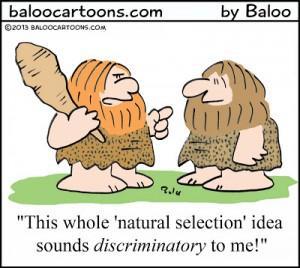 baloocartoons.com by Baloo
©2013 BALOOCARTOONS.COM
"This whole 'natural selection' idea
sounds discriminatory to me!"